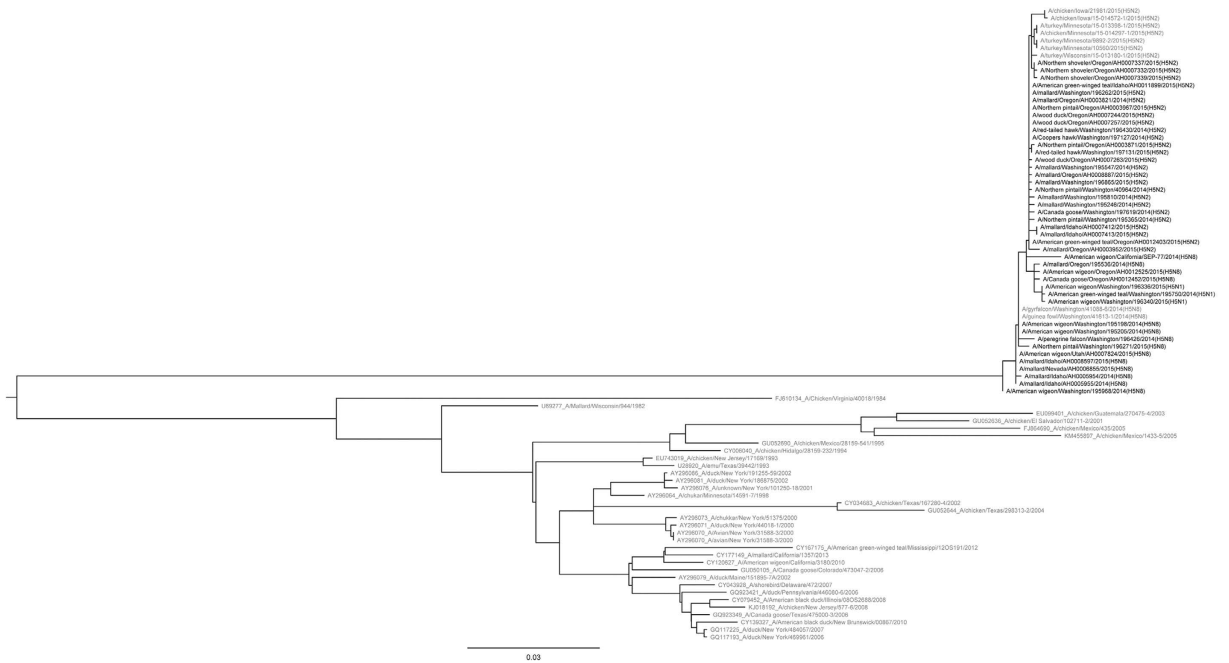 A/chicken/Iowa/21981/2015(H5N2)
A/chicken/Iowa/15-014572-1/2015(H5N2)
A/turkey/Minnesota/15-013398-1/2015(H5N2)
A/chicken/Minnesota/15-014297-1/2015(H5N2)
A/turkey/Minnesota/9892-2/2015(H5N2)
A/turkey/Minnesota/10360/2015(H5N2)
A/turkey/Wisconsin/15-013180-1/2015(H5N2)
A/Northern shoveler/Oregon/AH0007337/2015(H5N2)
A/Northern shoveler/Oregon/AH0007332/2015(H5N2)
A/Northern shoveler/Oregon/AH0007339/2015(H5N2)
A/American green-winged teal/Idaho/AH0011899/2015(H5N2)
A/mallard/Washington/196262/2015(H5N2)
A/mallard/Oregon/AH0003821/2014(H5N2)
A/Northern pintail/Oregon/AH0003967/2015(H5N2)
A/wood duck/Oregon/AH0007244/2015(H5N2)
A/wood duck/Oregon/AH0007257/2015(H5N2)
A/red-tailed hawk/Washington/196430/2014(H5N2)
A/Coopers hawk/Washington/197127/2014(H5N2)
A/Northern pintail/Oregon/AH0003871/2015(H5N2)
A/red-tailed hawk/Washington/197131/2015(H5N2)
A/wood duck/Oregon/AH0007263/2015(H5N2)
A/mallard/Washington/195547/2014(H5N2)
A/mallard/Oregon/AH0008887/2015(H5N2)
A/mallard/Washington/196865/2015(H5N2)
A/Northern pintail/Washington/40964/2014(H5N2)
A/mallard/Washington/195810/2014(H5N2)
A/mallard/Washington/195246/2014(H5N2)
A/Canada goose/Washington/197619/2014(H5N2)
A/Northern pintail/Washington/195365/2014(H5N2)
A/mallard/Idaho/AH0007412/2015(H5N2)
A/mallard/Idaho/AH0007413/2015(H5N2)
A/American green-winged teal/Oregon/AH0012403/2015(H5N2)
A/mallard/Oregon/AH0003952/2015(H5N2)
A/American wigeon/California/SEP-77/2014(H5N8)
A/mallard/Oregon/195536/2014(H5N8)
A/American wigeon/Oregon/AH0012525/2015(H5N8)
A/Canada goose/Oregon/AH0012452/2015(H5N8)
A/American wigeon/Washington/196336/2015(H5N1)
A/American green-winged teal/Washington/195750/2014(H5N1)
A/American wigeon/Washington/196340/2015(H5N1)
A/gyrfalcon/Washington/41088-6/2014(H5N8)
A/guinea fowl/Washington/41613-1/2014(H5N8)
A/American wigeon/Washington/195198/2014(H5N8)
A/American wigeon/Washington/195205/2014(H5N8)
A/peregrine falcon/Washington/196426/2014(H5N8)
A/Northern pintail/Washington/196271/2015(H5N8)
A/American wigeon/Utah/AH0007824/2015(H5N8)
A/mallard/Idaho/AH0008597/2015(H5N8)
A/mallard/Nevada/AH0006855/2015(H5N8)
A/mallard/Idaho/AH0005954/2014(H5N8)
A/mallard/Idaho/AH0005955/2014(H5N8)
A/American wigeon/Washington/195968/2014(H5N8)
FJ610134_A/Chicken/Virginia/40018/1984
U89277_A/Mallard/Wisconsin/944/1982
EU099401_A/chicken/Guatemala/270475-4/2003
GU052636_A/chicken/El Salvador/102711-2/2001
FJ864690_A/chicken/Mexico/435/2005
KM455897_A/chicken/Mexico/1433-5/2005
GU052890_A/chicken/Mexico/28159-541/1995
CY006040_A/chicken/Hidalgo/28159-232/1994
EU743019_A/chicken/New Jersey/17169/1993
U28920_A/emu/Texas/39442/1993
AY296086_A/duck/New York/191255-59/2002
AY296081_A/duck/New York/186875/2002
AY296076_A/unknown/New York/101250-18/2001
AY296064_A/chukar/Minnesota/14591-7/1998
CY034683_A/chicken/Texas/167280-4/2002
GU052644_A/chicken/Texas/298313-2/2004
AY296073_A/chukkar/New York/51375/2000
AY296071_A/duck/New York/44018-1/2000
AY296070_A/Avian/New York/31588-3/2000
AY296070_A/avian/New York/31588-3/2000
CY167175_A/American green-winged teal/Mississippi/12OS191/2012
CY177149_A/mallard/California/1357/2013
CY120627_A/American wigeon/California/3180/2010
GU060105_A/Canada goose/Colorado/473047-2/2006
AY296079_A/duck/Maine/151895-7A/2002
CY043928_A/shorebird/Delaware/472/2007
GQ923421_A/duck/Pennsylvania/446080-6/2006
CY079452_A/American black duck/Illinois/08OS2688/2008
KJ018192_A/chicken/New Jersey/877-6/2008
GQ923349_A/Canada goose/Texas/475000-3/2006
CY139327_A/American black duck/New Brunswick/00867/2010
GQ117225_A/duck/New York/484057/2007
GQ117193_A/duck/New York/469961/2006
0.03